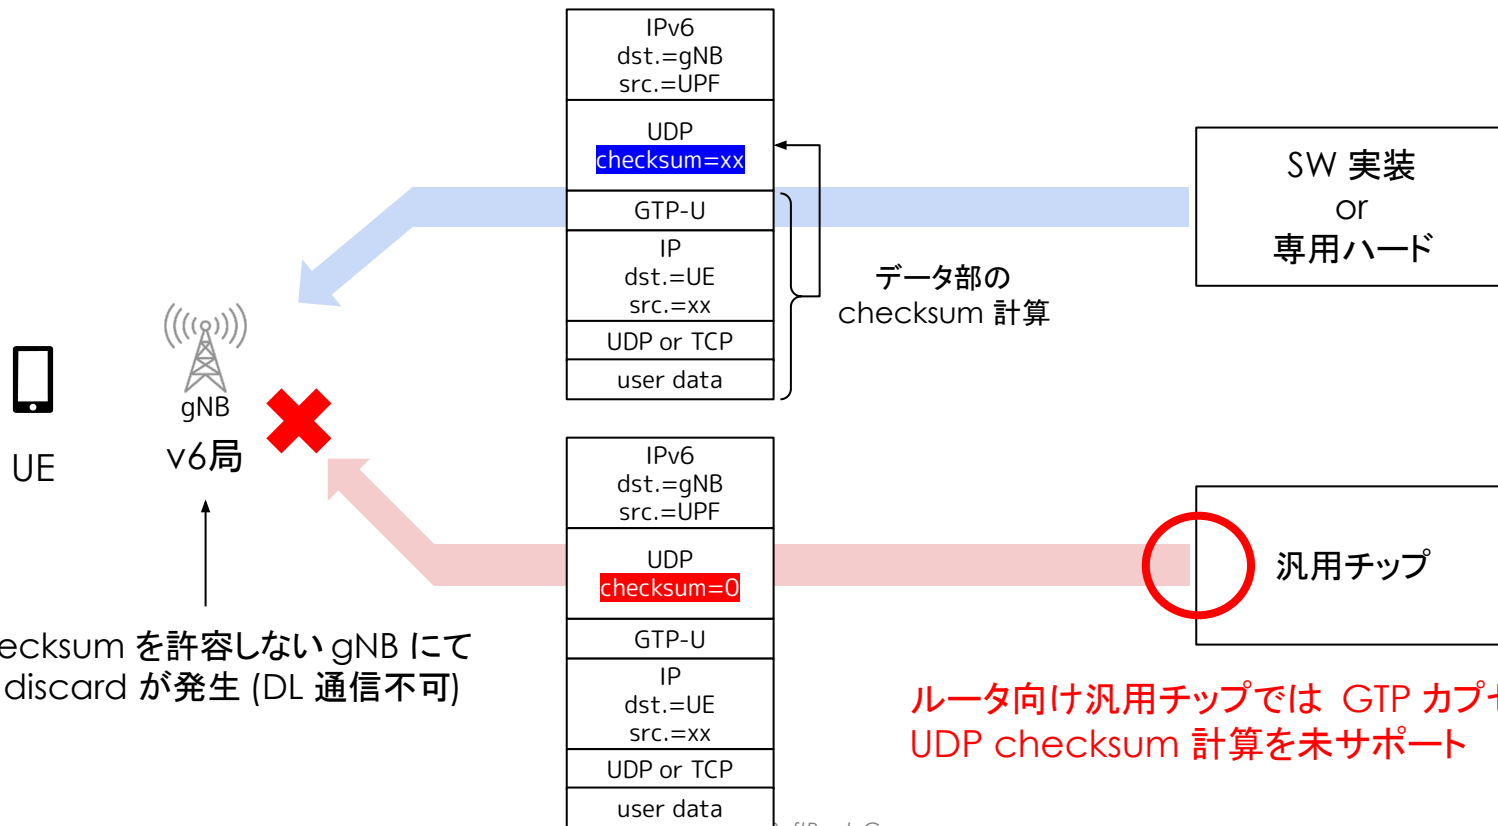 IPv6
dst.=gNB
src.=UPF
UDP
checksum=xx
GTP-U
IP
dst.=UE
src.=xx
UDP or TCP
user data
データ部の
checksum 計算
SW 実装
or
専用ハード
UE
gNB
v6局
を許容しない gNB にて
discard が発生 (DL 通信不可)
IPv6
dst.=gNB
src.=UPF
UDP
checksum=0
GTP-U
IP
dst.=UE
src.=xx
UDP or TCP
user data
汎用チップ
ルータ向け汎用チップでは GTP
UDP checksum 計算を未サポート